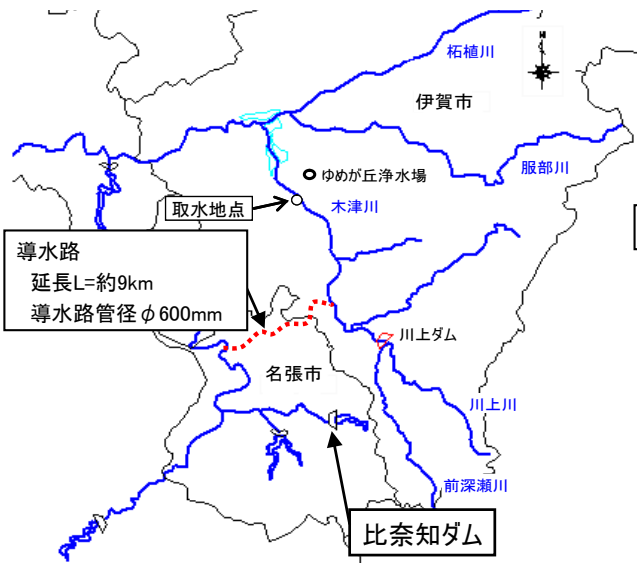 柘植川
N
伊賀市
服部川
ゆめが丘浄水場
取水地点
木津川
導水路
延長L=約9km
導水路管径φ600mm
川上ダム
名張市
川上川
前深瀬川
比奈知ダム